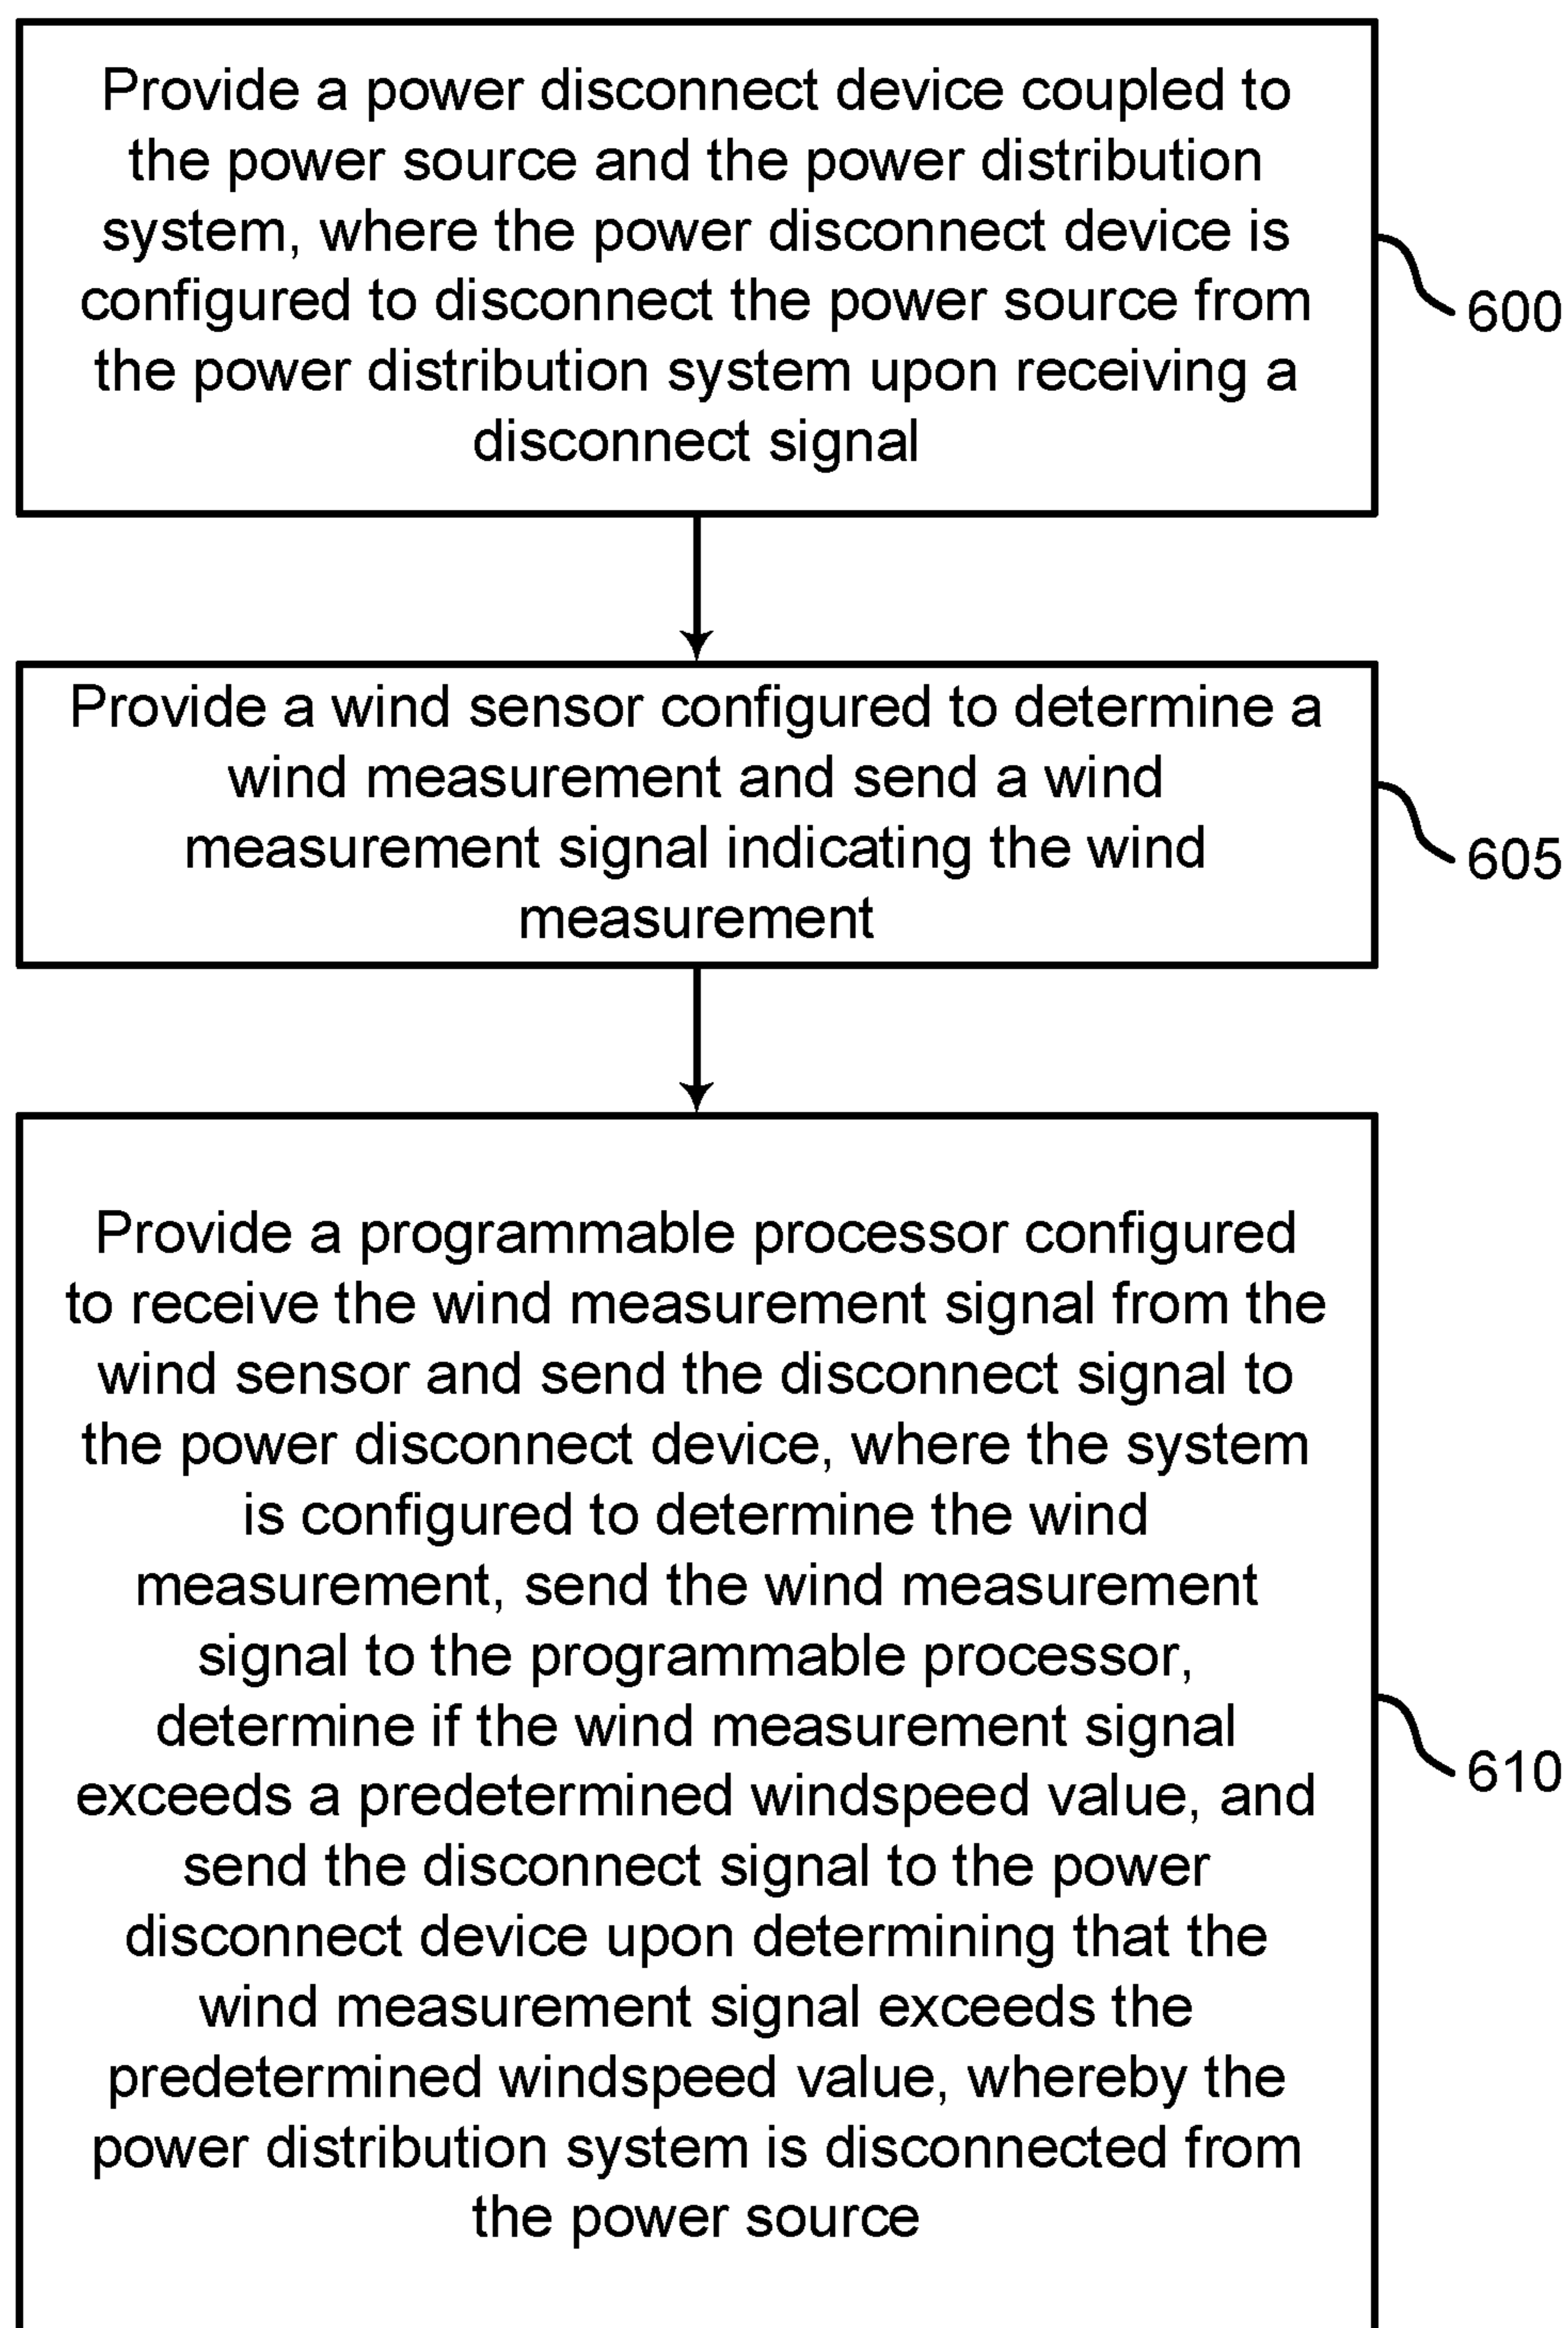 Provide a power disconnect device coupled to
the power source and the power distribution
system, where the power disconnect device is
configured to disconnect the power source from
the power distribution system upon receiving a
disconnect signal
600
Provide a wind sensor configured to determine a
wind measurement and send a wind
measurement signal indicating the wind
measurement
605
Provide a programmable processor configured
to receive the wind measurement signal from the
wind sensor and send the disconnect signal to
the power disconnect device, where the system
is configured to determine the wind
measurement, send the wind measurement
signal to the programmable processor,
determine if the wind measurement signal
exceeds a predetermined windspeed value, and
send the disconnect signal to the power
disconnect device upon determining that the
wind measurement signal exceeds the
predetermined windspeed value, whereby the
power distribution system is disconnected from
the power source
610